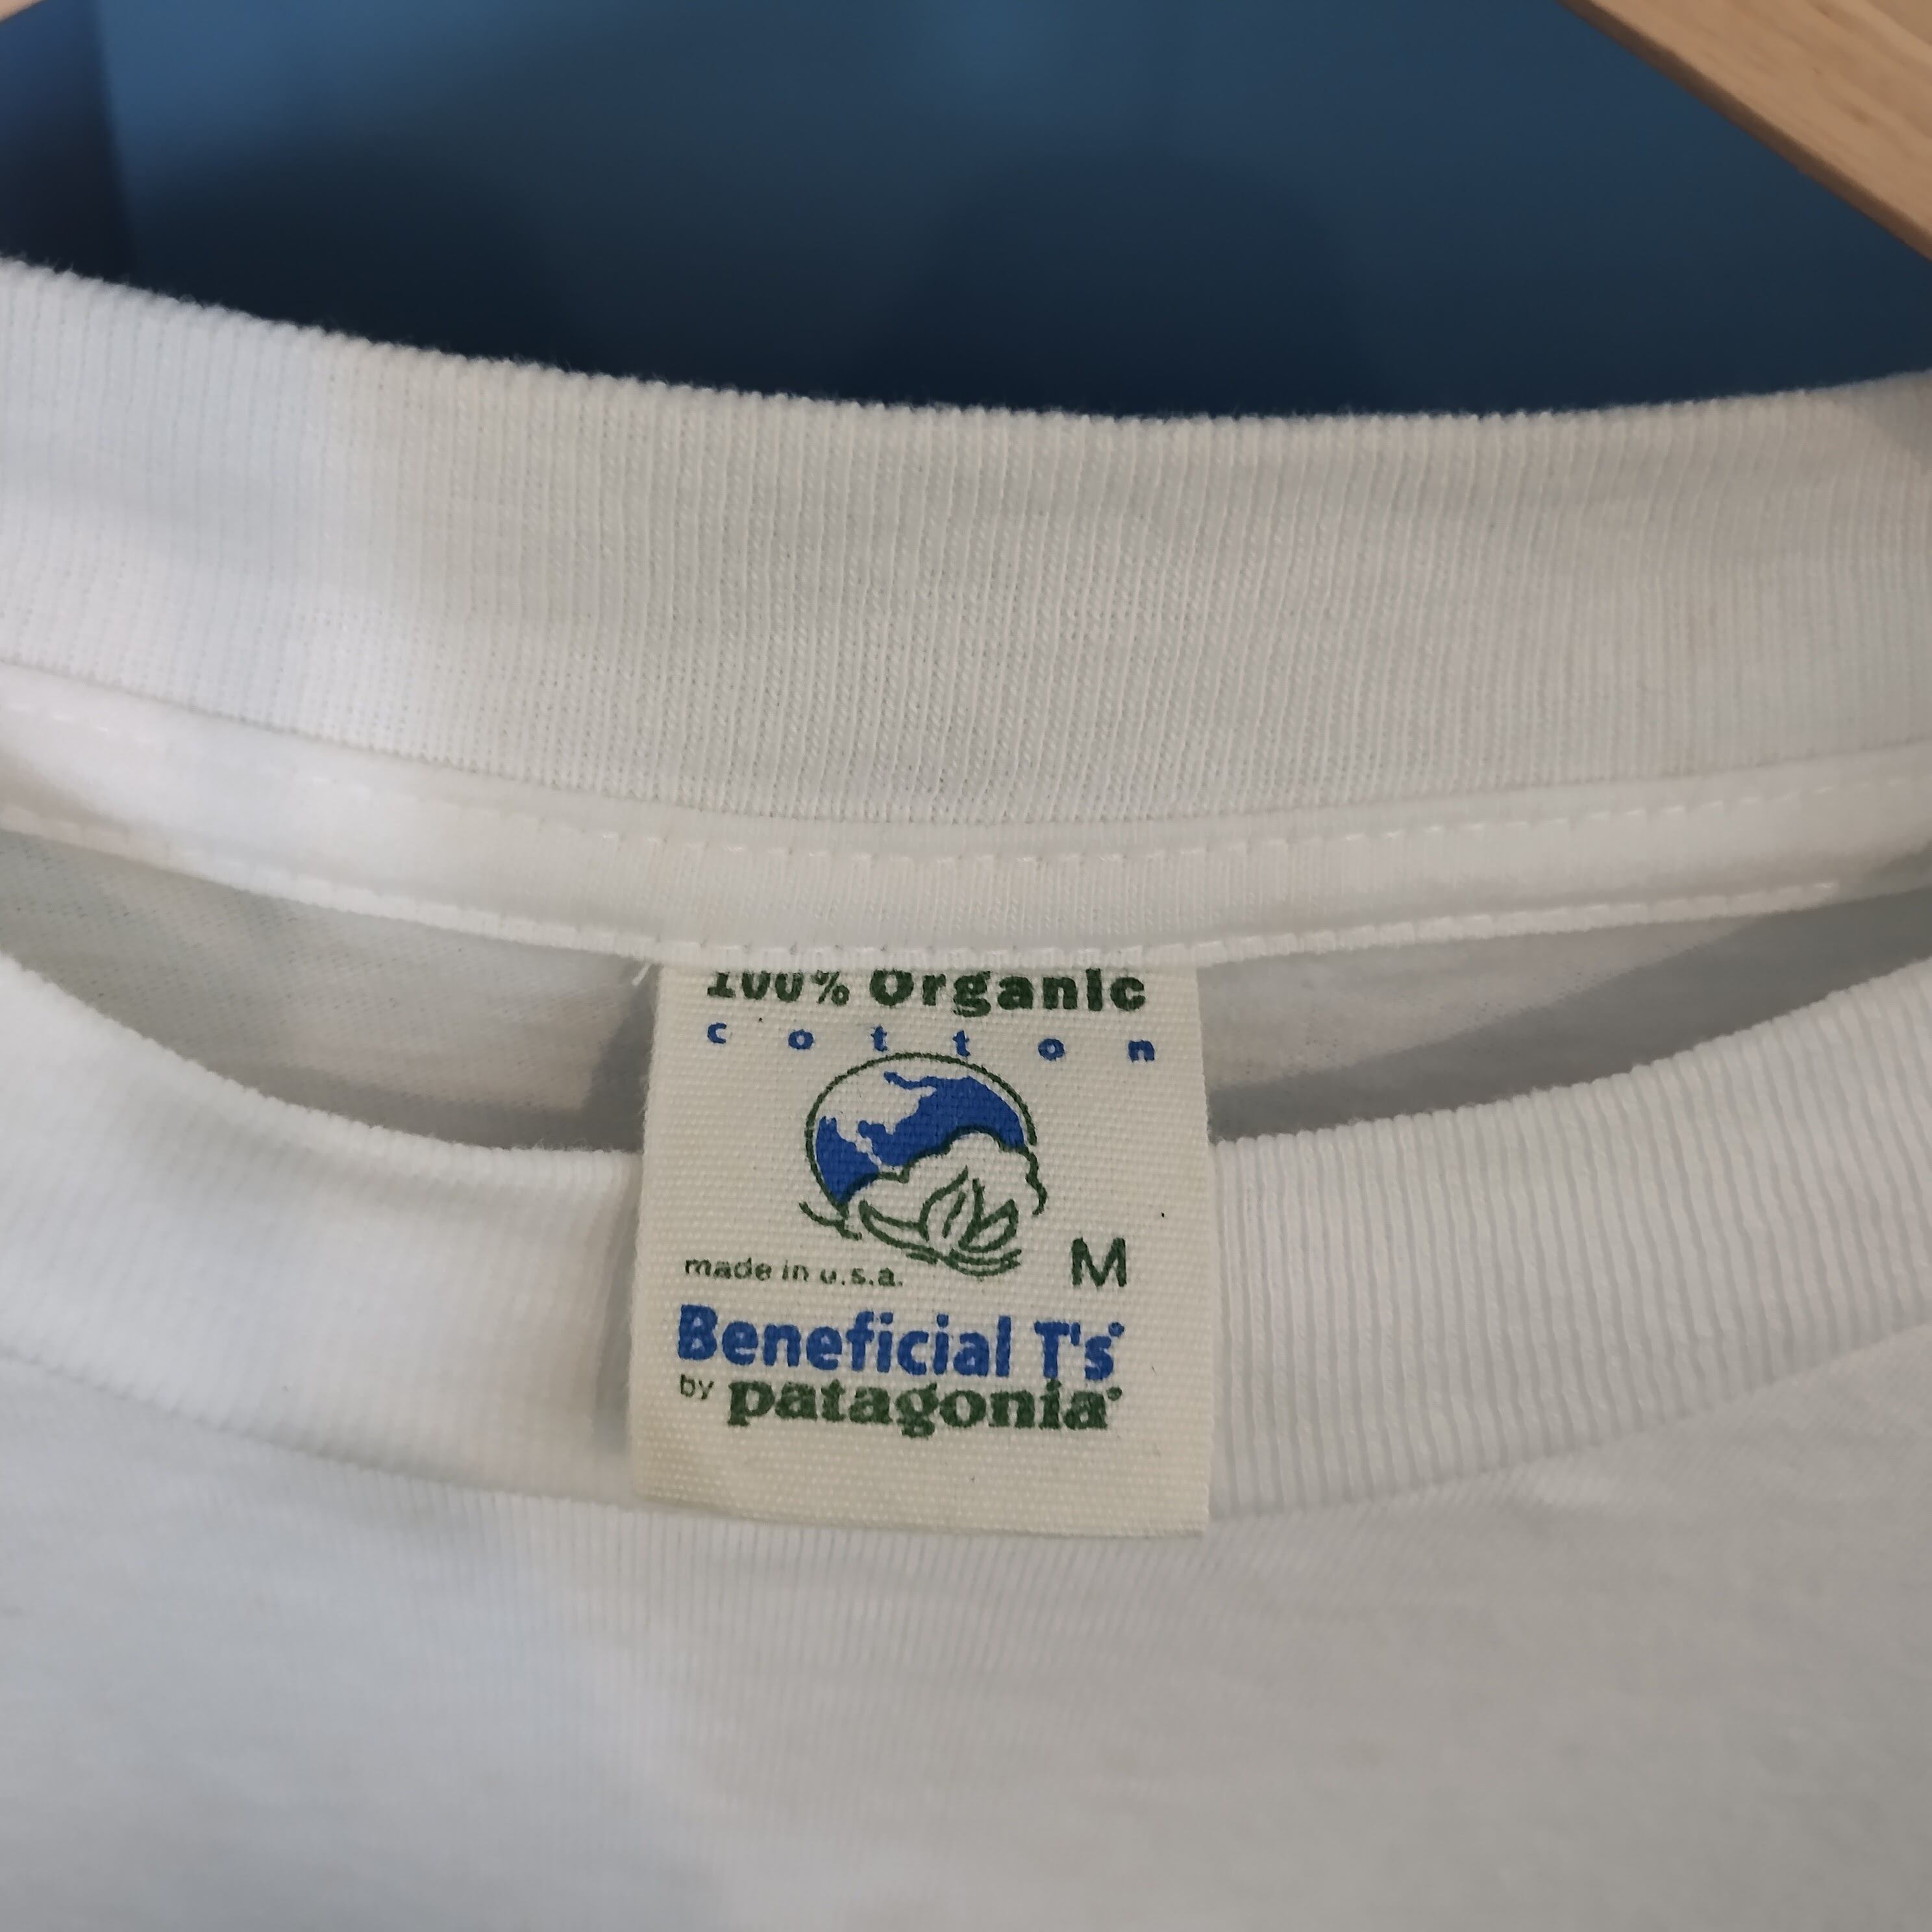 100% Organic
cotton
made in u.s.a.
M
Beneficial T's®
by patagonia®